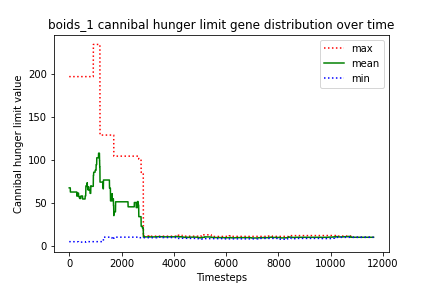 boids_1 cannibal hunger limit gene distribution over time
max
mean
min
Cannibal hunger limit value
200
150
100
50
0
0 2000 4000 6000 8000 10000 12000
Timesteps